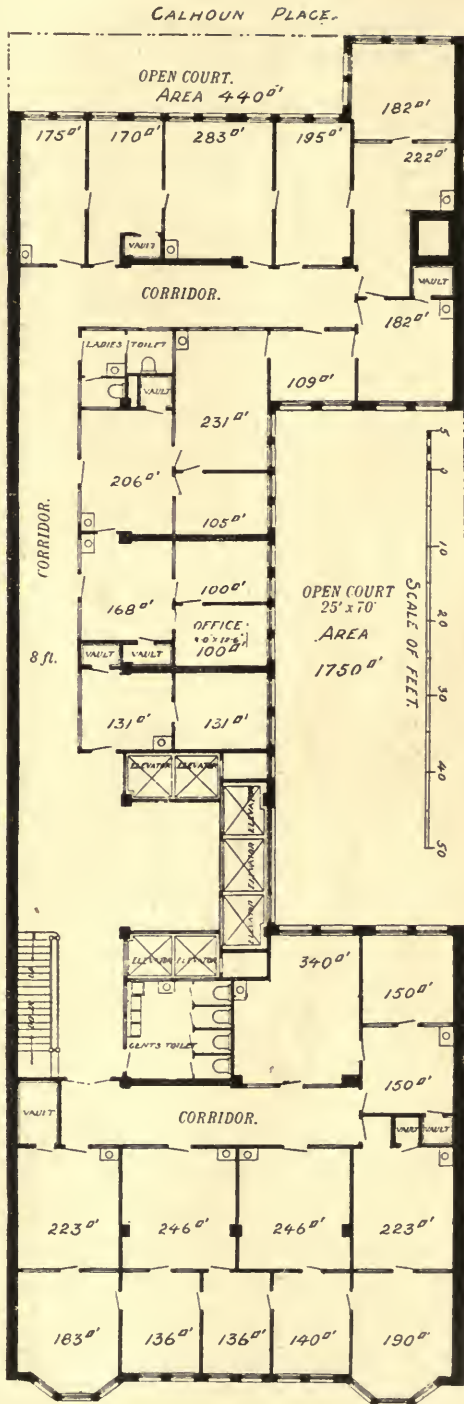 CALHOUN PLACE.
OPEN COURT.
AREA 440□'
182□'
175□'
170□'
283□'
195□'
222□'
VAULT
VAULT
CORRIDOR.
182□'
LADIES TOILET
VAULT
109□'
231□'
206□'
105□'
5
0
10
20
30
40
50
SCALE OF FEET.
CORRIDOR.
168□'
100□'
OPEN COURT
25' x 70'
AREA
1750□'
OFFICE
100□'
8 ft.
VAULT
VAULT
131□'
131□'
ELEVATOR
ELEVATOR
ELEVATOR
ELEVATOR
ELEVATOR
ELEVATOR
ELEVATOR
340□'
150□'
UP
DOWN
GENTS TOILET
150□'
VAULT
CORRIDOR.
VAULT
VAULT
223□'
246□'
246□'
223□'
183□'
136□'
136□'
140□'
190□'